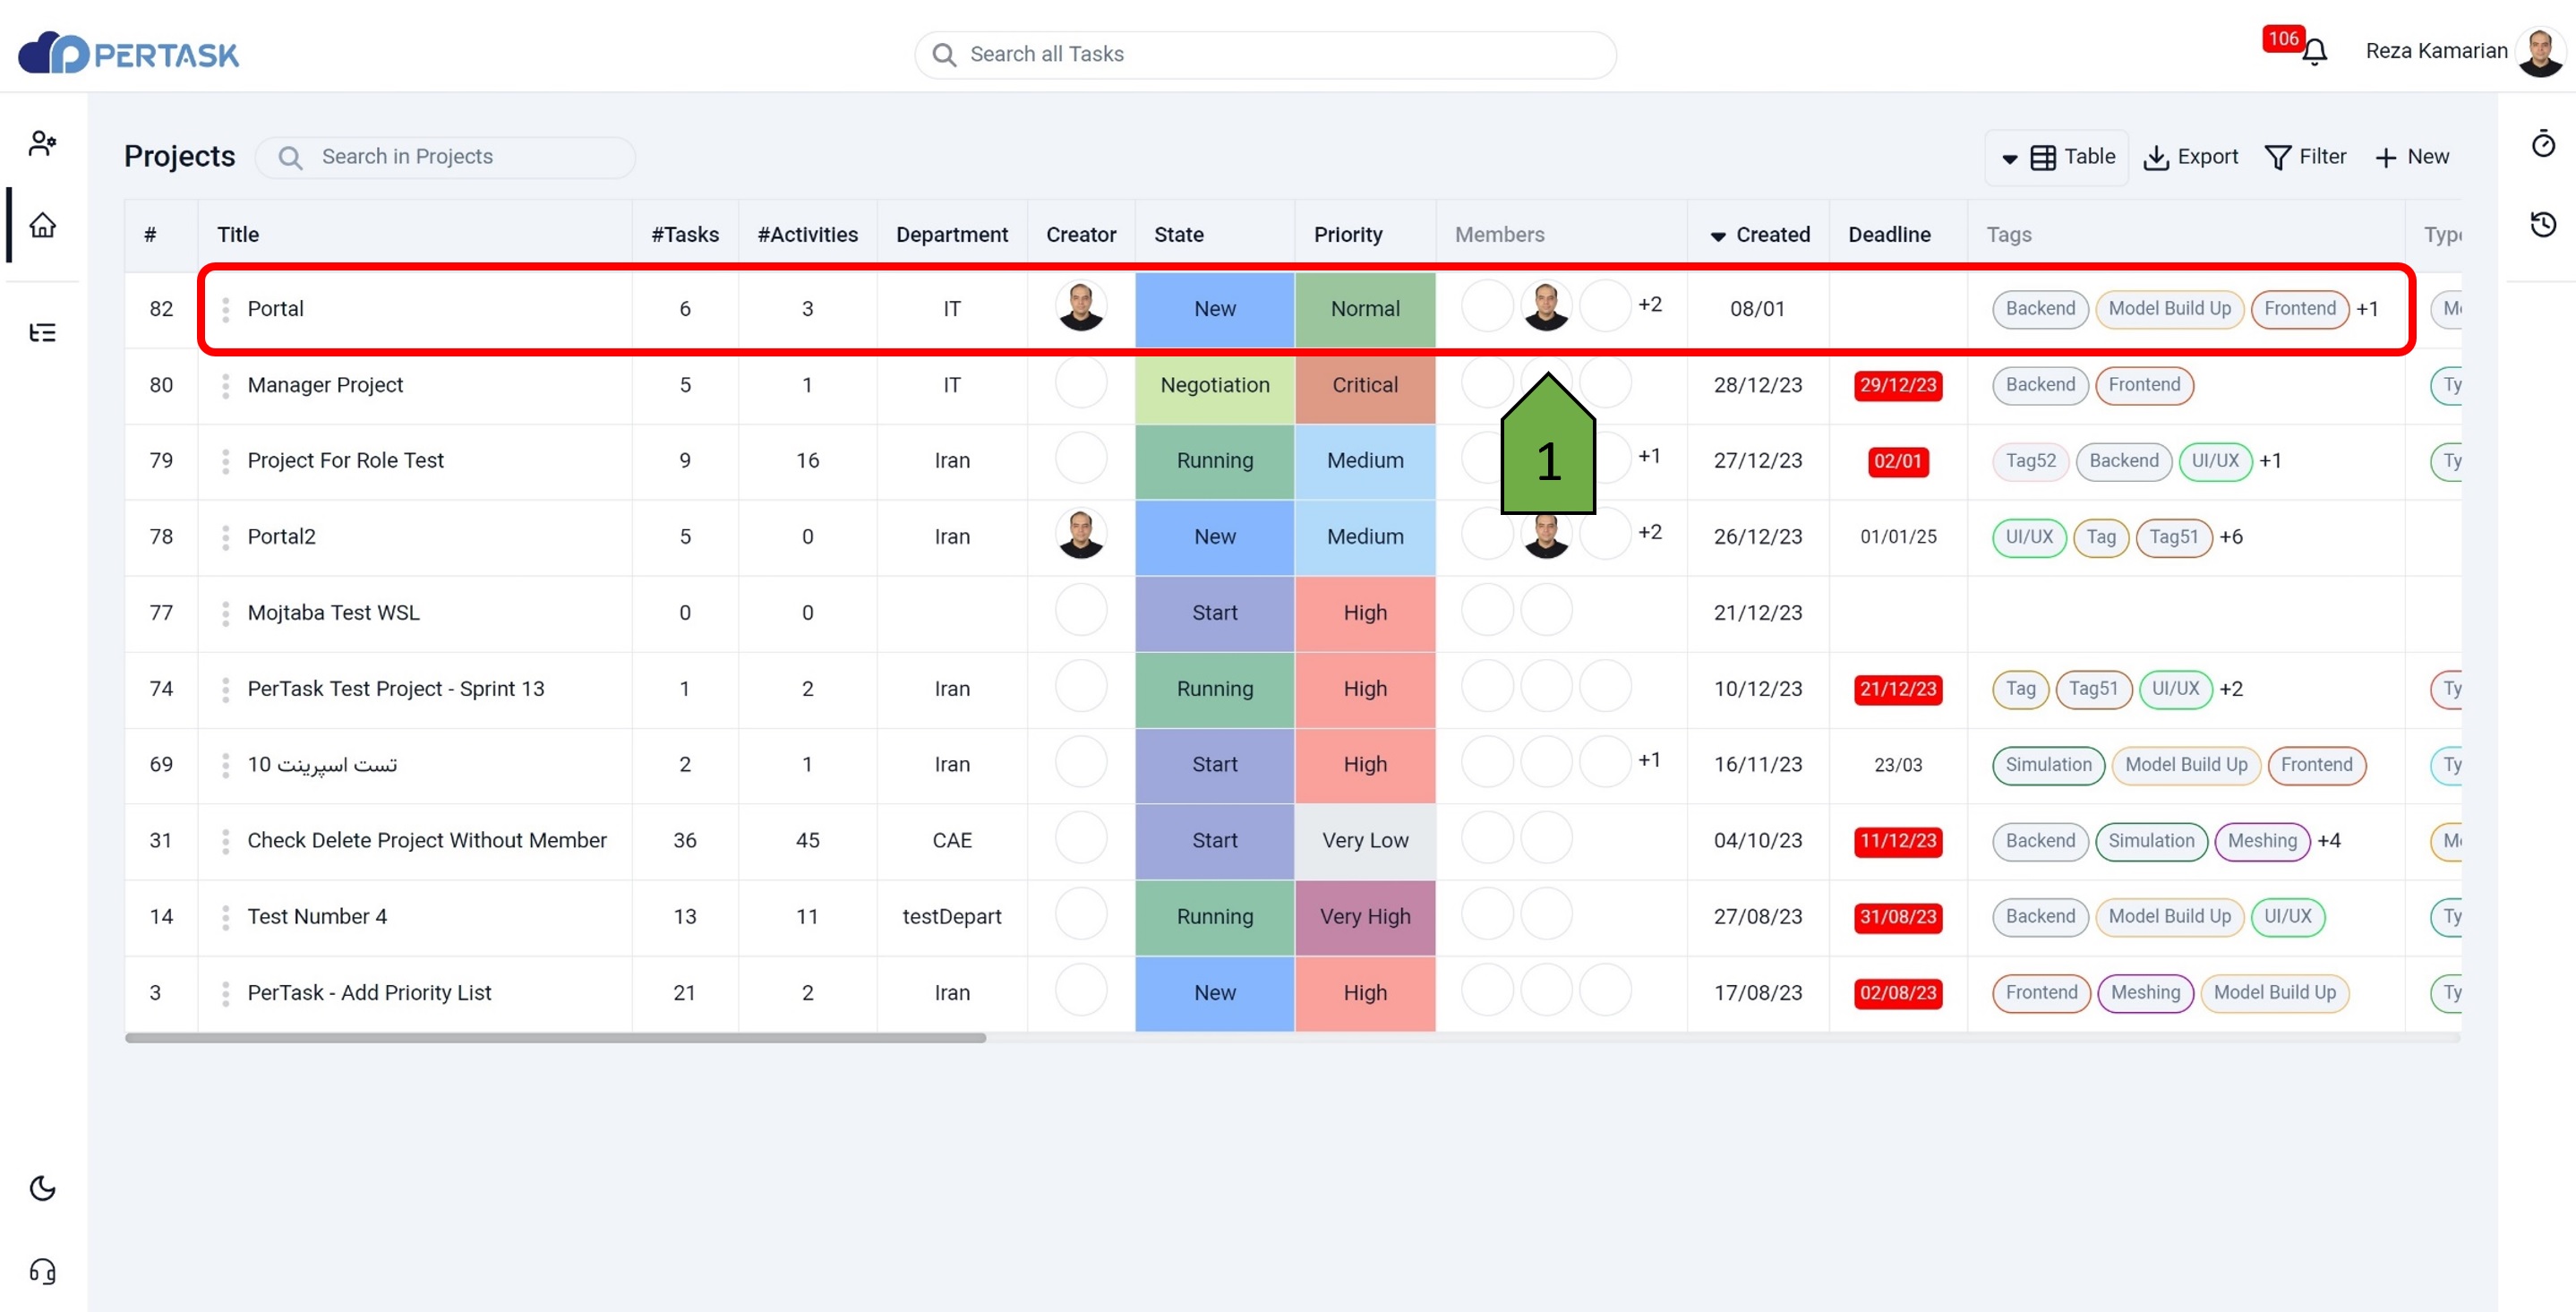 PERTASK
Search all Tasks
106
Reza Kamarian
Projects
Search in Projects
Table
Export
Filter
New
# Title #Tasks #Activities Department Creator State Priority Members Created Deadline Tags Type
82 Portal 6 3 IT New Normal +2 08/01 Backend Model Build Up Frontend +1
80 Manager Project 5 1 IT Negotiation Critical 28/12/23 29/12/23 Backend Frontend Ty
1
79 Project For Role Test 9 16 Iran Running Medium +1 27/12/23 02/01 Tag52 Backend UI/UX +1 Ty
78 Portal2 5 0 Iran New Medium +2 26/12/23 01/01/25 UI/UX Tag Tag51 +6
77 Mojtaba Test WSL 0 0 Start High 21/12/23
74 PerTask Test Project - Sprint 13 1 2 Iran Running High 10/12/23 21/12/23 Tag Tag51 UI/UX +2 Ty
69 تست اسپرینت 10 2 1 Iran Start High +1 16/11/23 23/03 Simulation Model Build Up Frontend Ty
31 Check Delete Project Without Member 36 45 CAE Start Very Low 04/10/23 11/12/23 Backend Simulation Meshing +4
14 Test Number 4 13 11 testDepart Running Very High 27/08/23 31/08/23 Backend Model Build Up UI/UX Ty
3 PerTask - Add Priority List 21 2 Iran New High 17/08/23 02/08/23 Frontend Meshing Model Build Up Ty